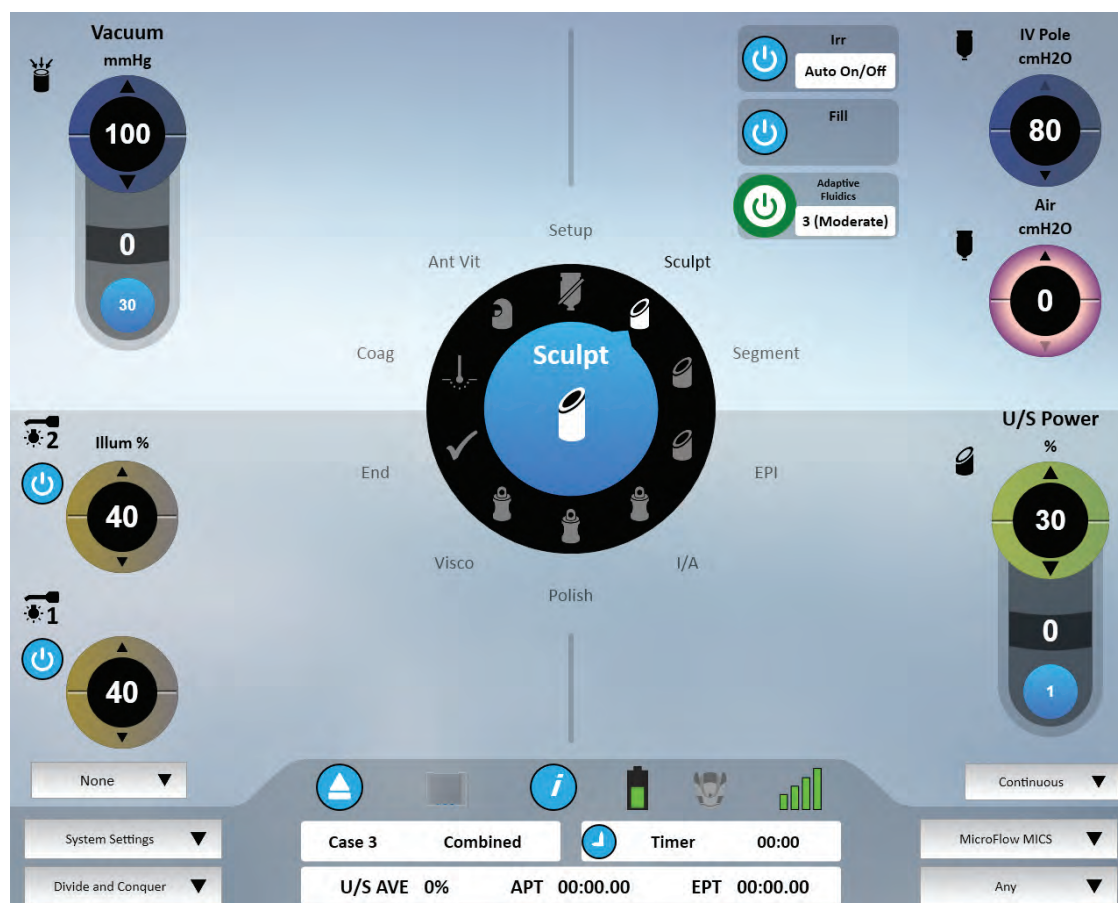 Vacuum
mmHg
100
0
30
Irr
Auto On/Off
Fill
Adaptive
Fluidics
3 (Moderate)
IV Pole
cmH2O
80
Air
cmH2O
0
Setup
Sculpt
Segment
EPI
I/A
Polish
Visco
End
Coag
Ant Vit
Sculpt
2
Illum %
40
1
40
None
System Settings
Divide and Conquer
U/S Power
%
30
0
1
Continuous
MicroFlow MICS
Any
i
Case 3 Combined
Timer 00:00
U/S AVE 0% APT 00:00.00 EPT 00:00.00